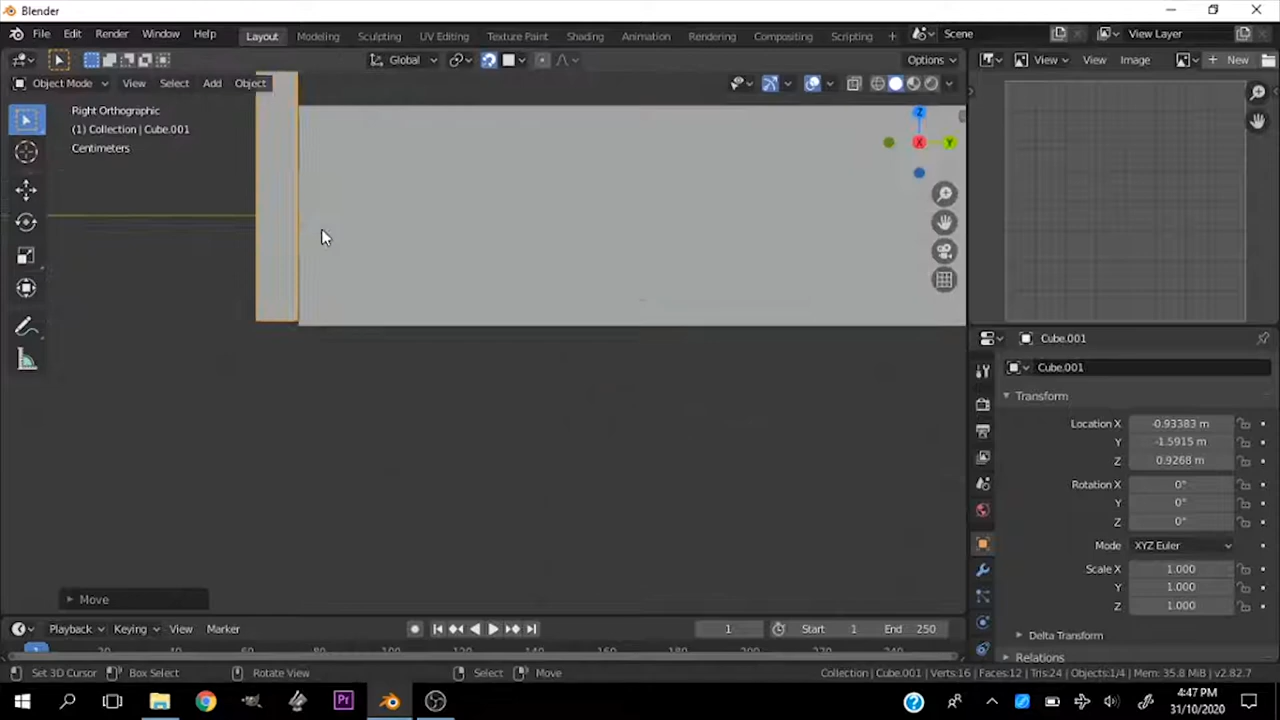 Blender
File Edit Render Window Help
Layout Modeling Sculpting UV Editing Texture Paint Shading Animation Rendering Compositing Scripting + Scene View Layer
Global Options View View Image + New
Object Mode View Select Add Object
Right Orthographic
(1) Collection | Cube.001
Centimeters
Z
X
Y
Cube.001
Cube.001
Transform
Location X -0.93383 m
Y -1.5915 m
Z 0.9268 m
Rotation X 0°
Y 0°
Z 0°
Mode XYZ Euler
Scale X 1.000
Y 1.000
Z 1.000
Delta Transform
Relations
Move
Playback Keying View Marker 1 Start 1 End 250
Set 3D Cursor Box Select Rotate View Select Move Collection | Cube.001 | Verts:16 | Faces:12 | Tris:24 | Objects:1/4 | Mem: 35.8 MiB | v2.82.7
Pr
4:47 PM
31/10/2020